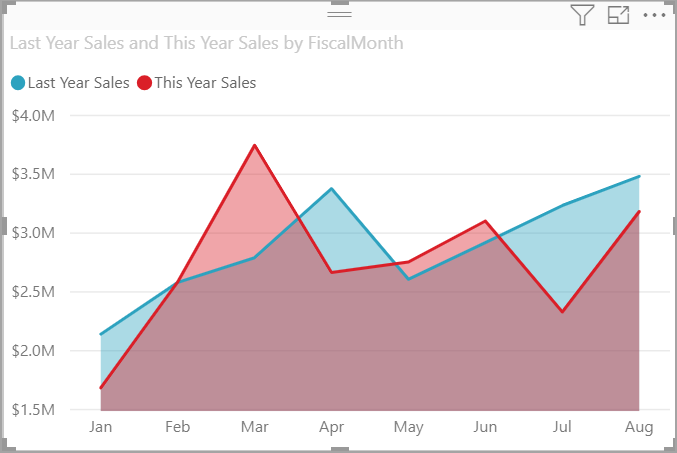 Last Year Sales and This Year Sales by FiscalMonth
Last Year Sales This Year Sales
$4.0M
$3.5M
$3.0M
$2.5M
$2.0M
$1.5M
Jan Feb Mar Apr May Jun Jul Aug